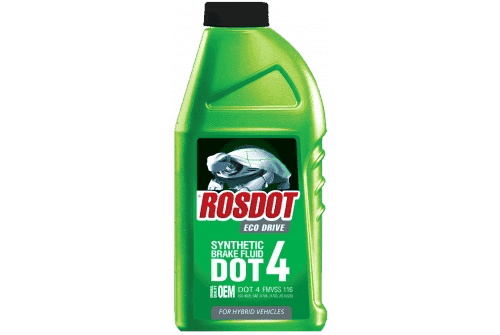 ROSDOT
ECO DRIVE
SYNTHETIC
BRAKE FLUID
DOT 4
OEM
DOT 4 FMVSS 116
FOR HYBRID VEHICLES